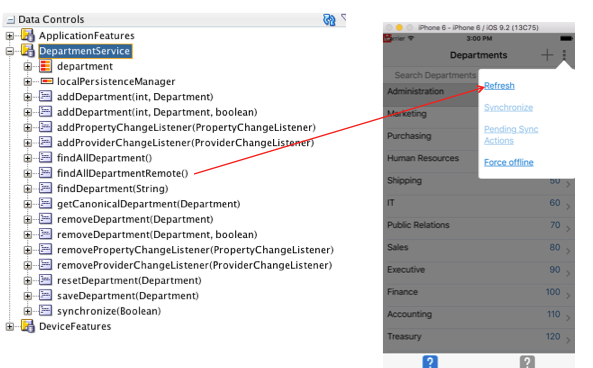 Data Controls
ApplicationFeatures
DepartmentService
department
localPersistenceManager
addDepartment(int, Department)
addDepartment(int, Department, boolean)
addPropertyChangeListener(PropertyChangeListener)
addProviderChangeListener(ProviderChangeListener)
findAllDepartment()
findAllDepartmentRemote()
findDepartment(String)
getCanonicalDepartment(Department)
removeDepartment(Department)
removeDepartment(Department, boolean)
removePropertyChangeListener(PropertyChangeListener)
removeProviderChangeListener(ProviderChangeListener)
resetDepartment(Department)
saveDepartment(Department)
synchronize(Boolean)
DeviceFeatures
iPhone 6 - iPhone 6 / iOS 9.2 (13C75)
3:00 PM
Departments
Search Departments
Refresh
Synchronize
Pending Sync
Actions
Force offline
Administration
Marketing
Purchasing
Human Resources
Shipping 50
IT 60
Public Relations 70
Sales 80
Executive 90
Finance 100
Accounting 110
Treasury 120
? ?